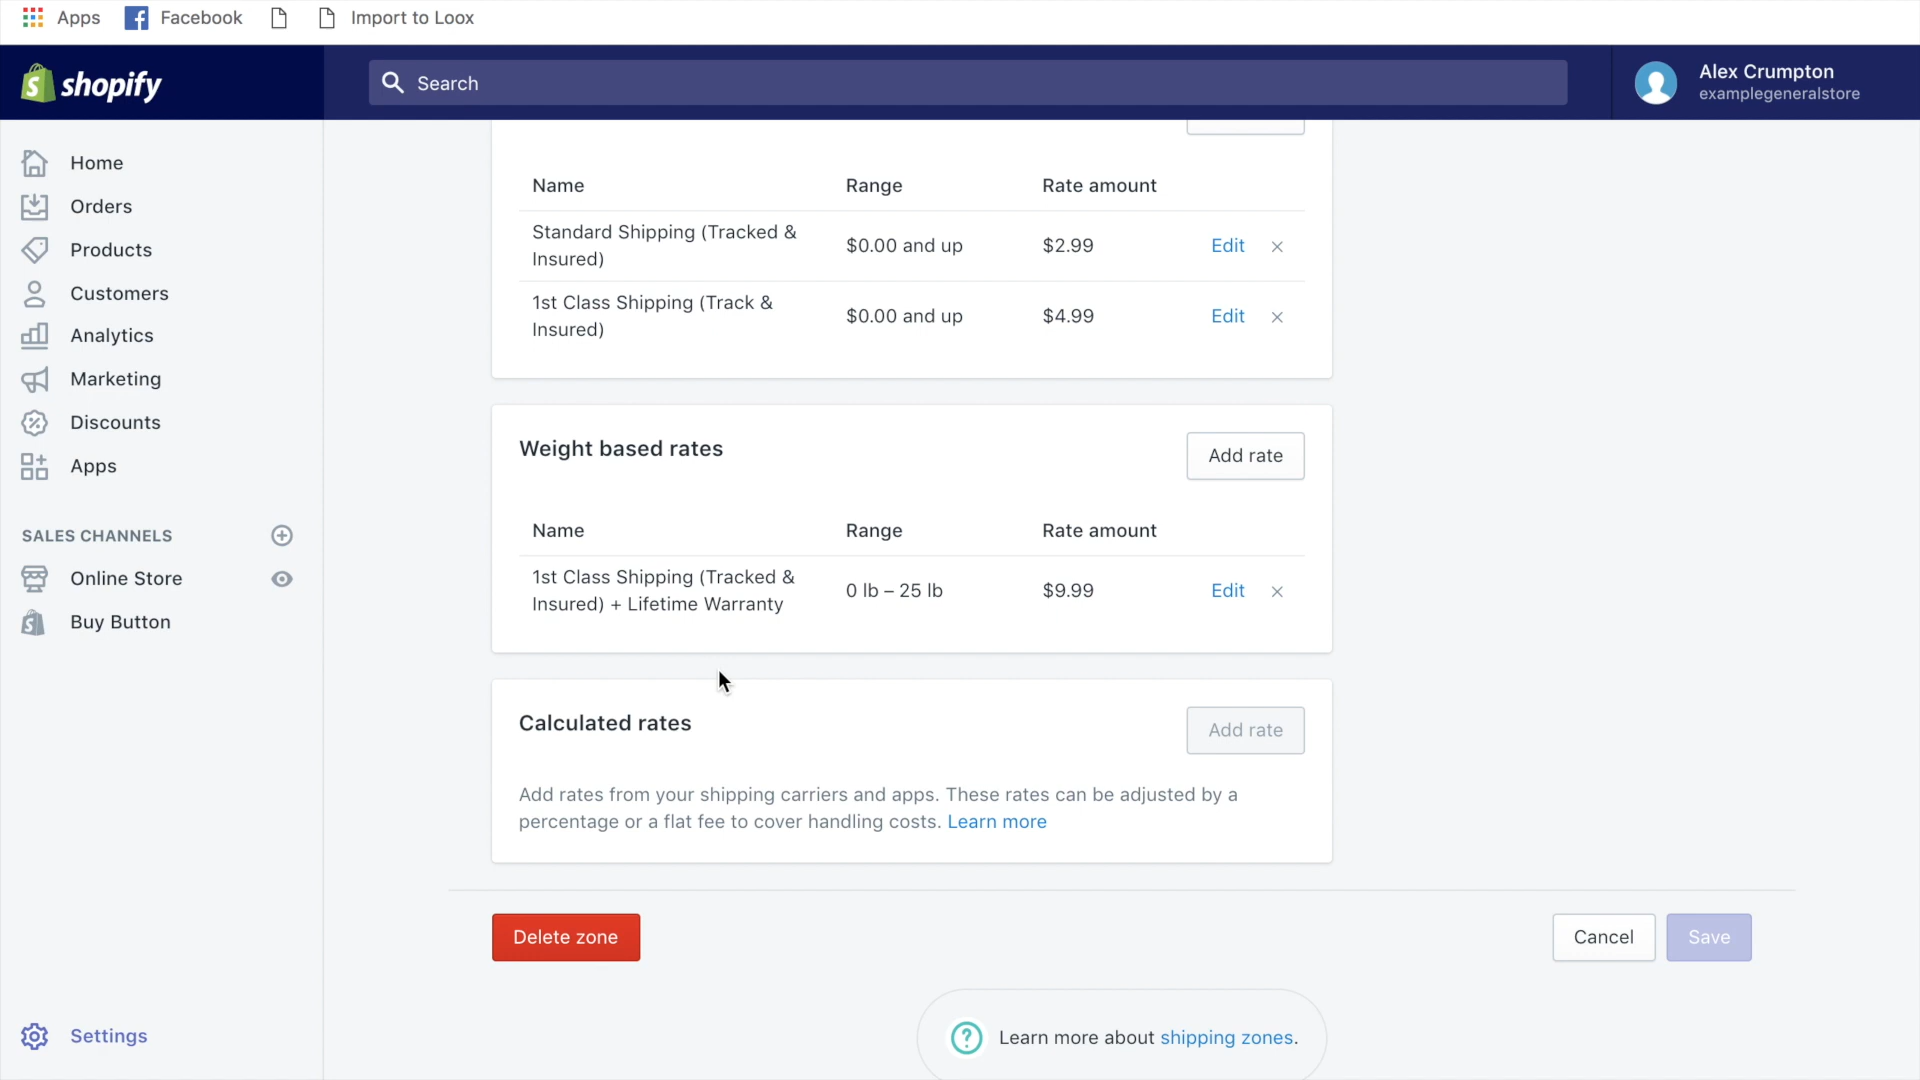 Apps
Facebook
Import to Loox
shopify
Search
Alex Crumpton
examplegeneralstore
Home
Orders
Products
Customers
Analytics
Marketing
Discounts
Apps
SALES CHANNELS
Online Store
Buy Button
Settings
Name Range Rate amount
Standard Shipping (Tracked &
Insured)
$0.00 and up $2.99 Edit
1st Class Shipping (Track &
Insured)
$0.00 and up $4.99 Edit
Weight based rates
Add rate
Name Range Rate amount
1st Class Shipping (Tracked &
Insured) + Lifetime Warranty
0 lb – 25 lb $9.99 Edit
Calculated rates
Add rate
Add rates from your shipping carriers and apps. These rates can be adjusted by a
percentage or a flat fee to cover handling costs. Learn more
Delete zone
Cancel
Save
? Learn more about shipping zones.